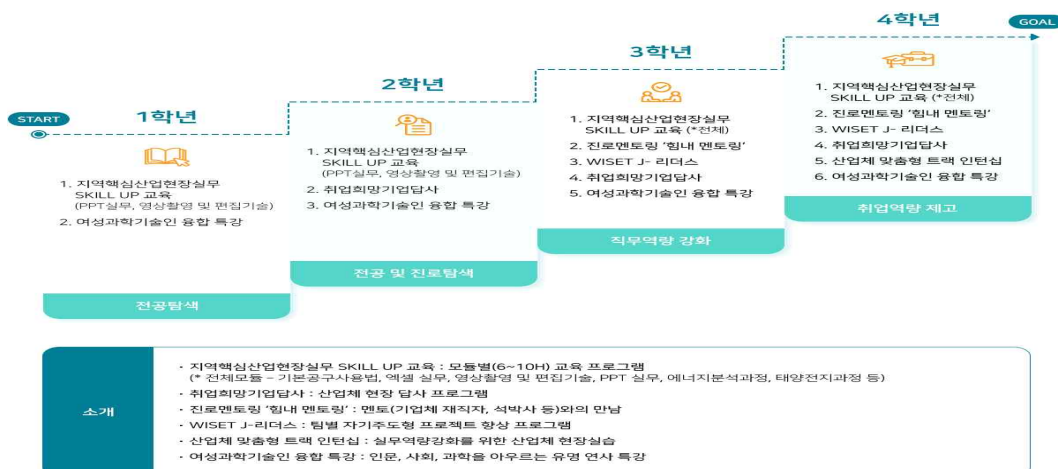 4학년
GOAL
3학년
2학년
START
1학년
1. 지역핵심산업현장실무
SKILL UP 교육
(PPT실무, 영상촬영 및 편집기술)
2. 여성과학기술인 융합 특강
전공탐색
1. 지역핵심산업현장실무
SKILL UP 교육
(PPT실무, 영상촬영 및 편집기술)
2. 취업희망기업답사
3. 여성과학기술인 융합 특강
전공 및 진로탐색
1. 지역핵심산업현장실무
SKILL UP 교육 (*전체)
2. 진로멘토링 '힘내 멘토링'
3. WISET J- 리더스
4. 취업희망기업답사
5. 여성과학기술인 융합 특강
직무역량 강화
1. 지역핵심산업현장실무
SKILL UP 교육 (*전체)
2. 진로멘토링 '힘내 멘토링'
3. WISET J- 리더스
4. 취업희망기업답사
5. 산업체 맞춤형 트랙 인턴십
6. 여성과학기술인 융합 특강
취업역량 제고
소개
· 지역핵심산업현장실무 SKILL UP 교육 : 모듈별(6~10H) 교육 프로그램
(* 전체모듈 – 기본공구사용법, 엑셀 실무, 영상촬영 및 편집기술, PPT 실무, 에너지분석과정, 태양전지과정 등)
· 취업희망기업답사 : 산업체 현장 답사 프로그램
· 진로멘토링 '힘내 멘토링' : 멘토(기업체 재직자, 석박사 등)와의 만남
· WISET J-리더스 : 팀별 자기주도형 프로젝트 향상 프로그램
· 산업체 맞춤형 트랙 인턴십 : 실무역량강화를 위한 산업체 현장실습
· 여성과학기술인 융합 특강 : 인문, 사회, 과학을 아우르는 유명 연사 특강